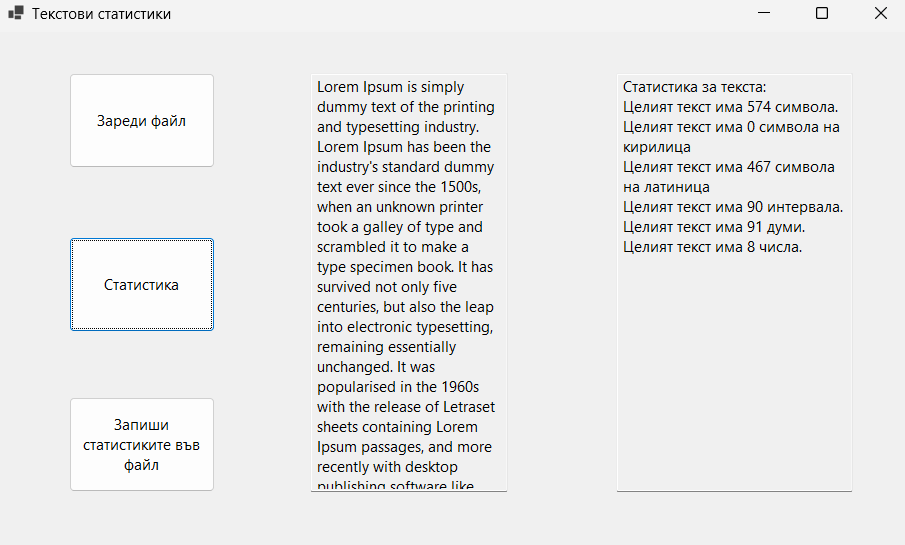 Текстови статистики
Зареди файл
Статистика
Запиши
статистиките във
файл
Lorem Ipsum is simply
dummy text of the printing
and typesetting industry.
Lorem Ipsum has been the
industry's standard dummy
text ever since the 1500s,
when an unknown printer
took a galley of type and
scrambled it to make a
type specimen book. It has
survived not only five
centuries, but also the leap
into electronic typesetting,
remaining essentially
unchanged. It was
popularised in the 1960s
with the release of Letraset
sheets containing Lorem
Ipsum passages, and more
recently with desktop
publishing software like
Статистика за текста:
Целият текст има 574 символа.
Целият текст има 0 символа на
кирилица
Целият текст има 467 символа
на латиница
Целият текст има 90 интервала.
Целият текст има 91 думи.
Целият текст има 8 числа.